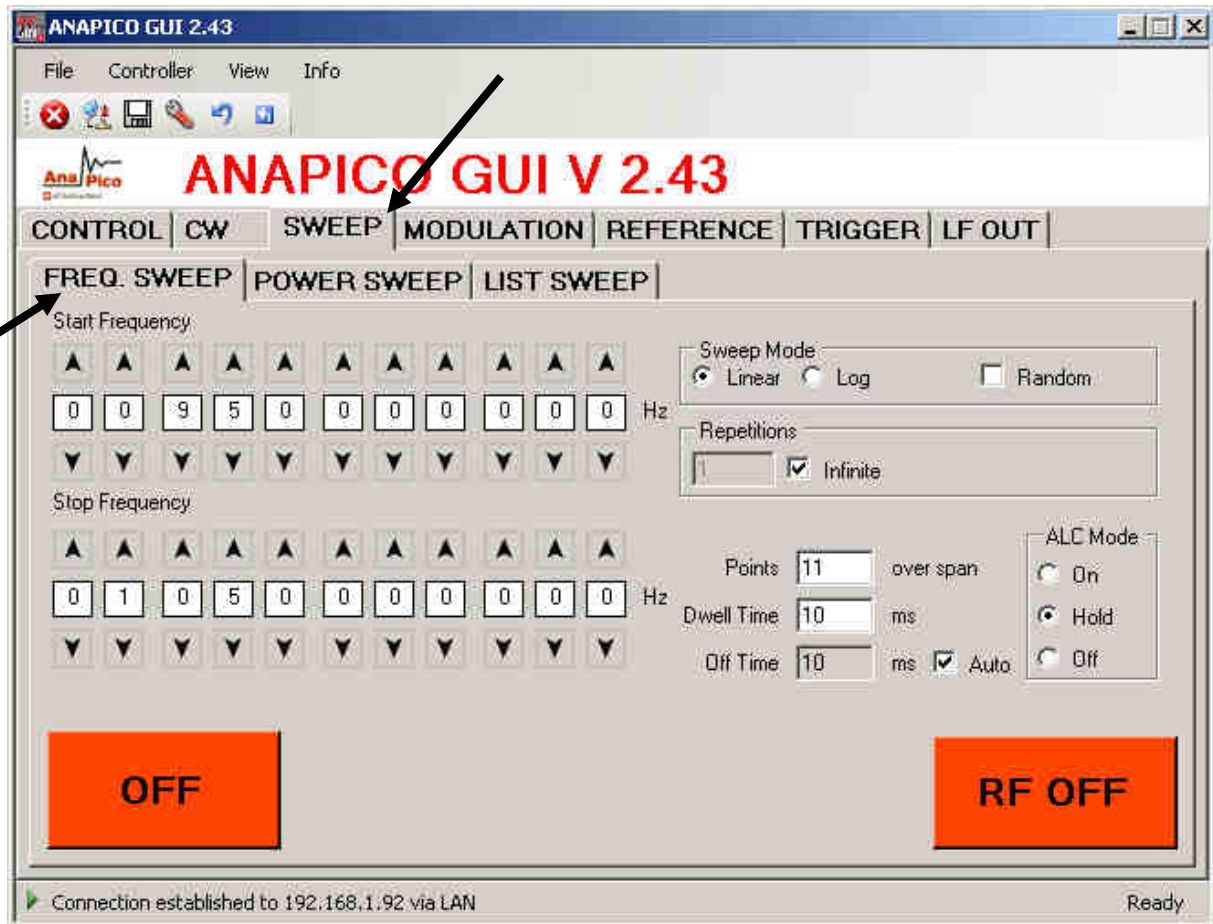 ANAPICO GUI 2.43
File Controller View Info
Ana Pico
ANAPICO GUI V 2.43
CONTROL CW SWEEP MODULATION REFERENCE TRIGGER LF OUT
FREQ. SWEEP POWER SWEEP LIST SWEEP
Start Frequency
0 0 9 5 0 0 0 0 0 0 0 Hz
Stop Frequency
0 1 0 5 0 0 0 0 0 0 0 Hz
Sweep Mode
Linear Log Random
Repetitions
1 Infinite
Points 11 over span
Dwell Time 10 ms
Off Time 10 ms Auto
ALC Mode
On
Hold
Off
OFF
RF OFF
Connection established to 192.168.1.92 via LAN Ready